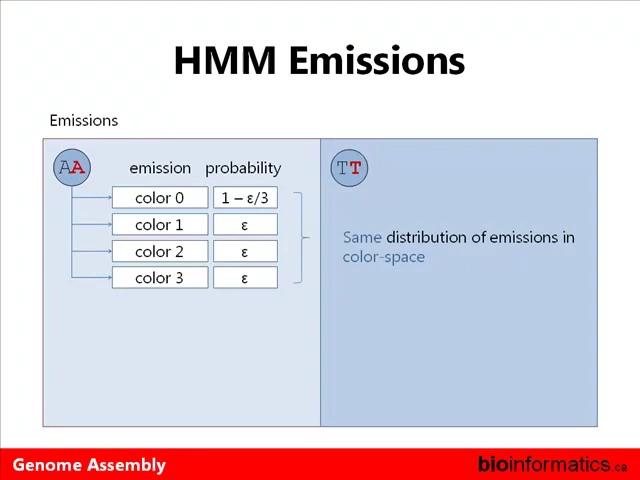 HMM Emissions
Emissions
AA emission probability
color 0 1 – ε/3
color 1 ε
color 2 ε
color 3 ε
TT
Same distribution of emissions in
color-space
Genome Assembly
bioinformatics.ca